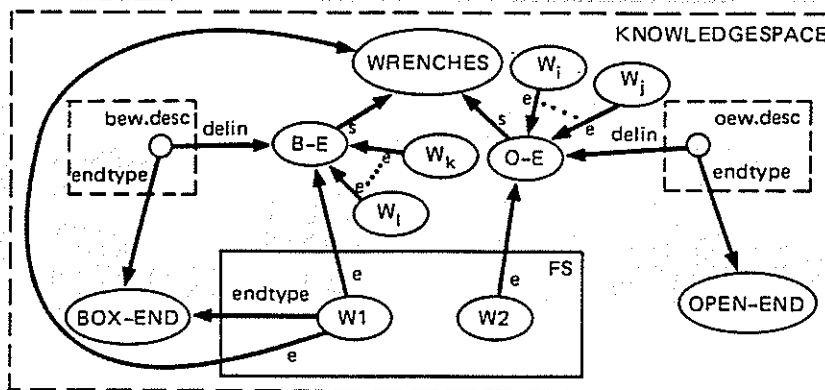 KNOWLEDGESPACE
WRENCHES
Wi
Wj
e
e
bew.desc
delin
endtype
B-E
s
s
O-E
delin
oew.desc
endtype
e
Wk
e
Wl
e
e
FS
endtype
BOX-END
W1
W2
OPEN-END
e